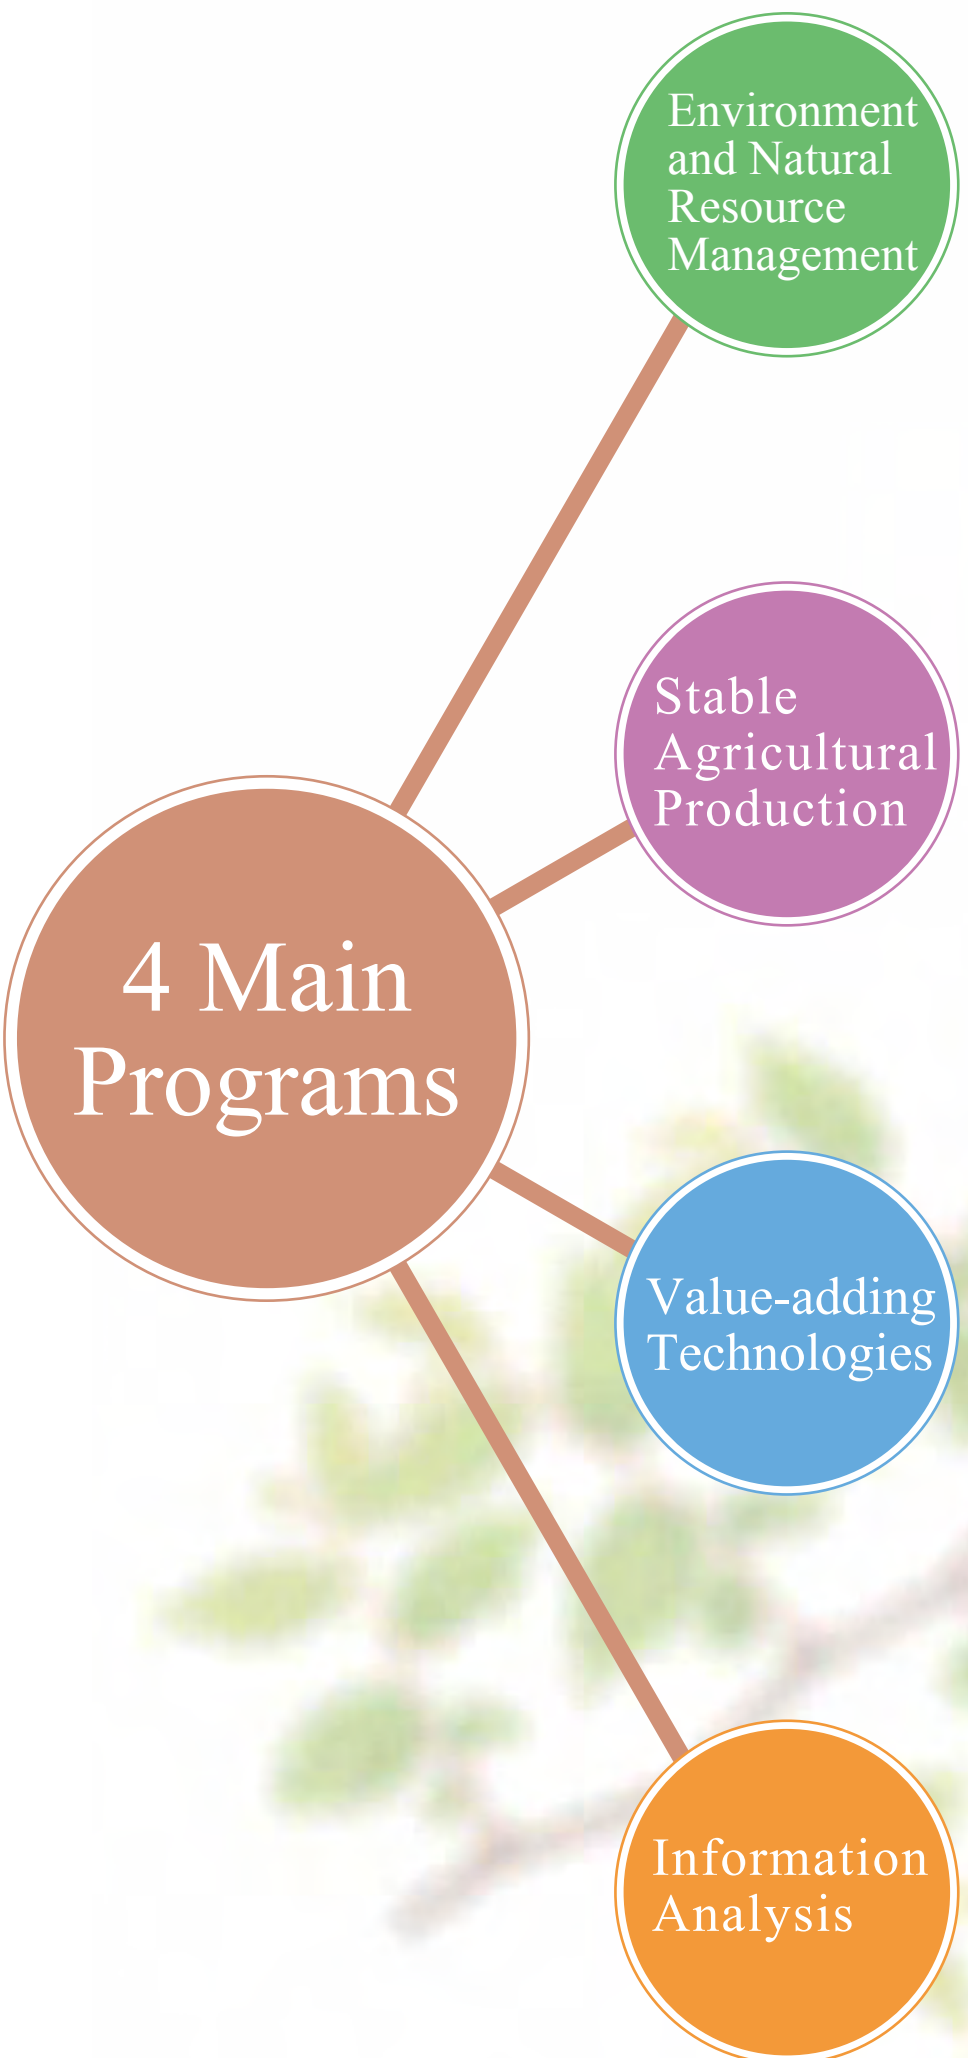 Environment
and Natural
Resource
Management
Stable
Agricultural
Production
4 Main
Programs
Value-adding
Technologies
Information
Analysis